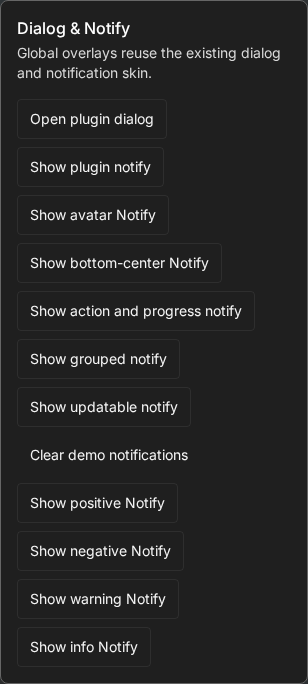 Dialog & Notify
Global overlays reuse the existing dialog
and notification skin.
Open plugin dialog
Show plugin notify
Show avatar Notify
Show bottom-center Notify
Show action and progress notify
Show grouped notify
Show updatable notify
Clear demo notifications
Show positive Notify
Show negative Notify
Show warning Notify
Show info Notify